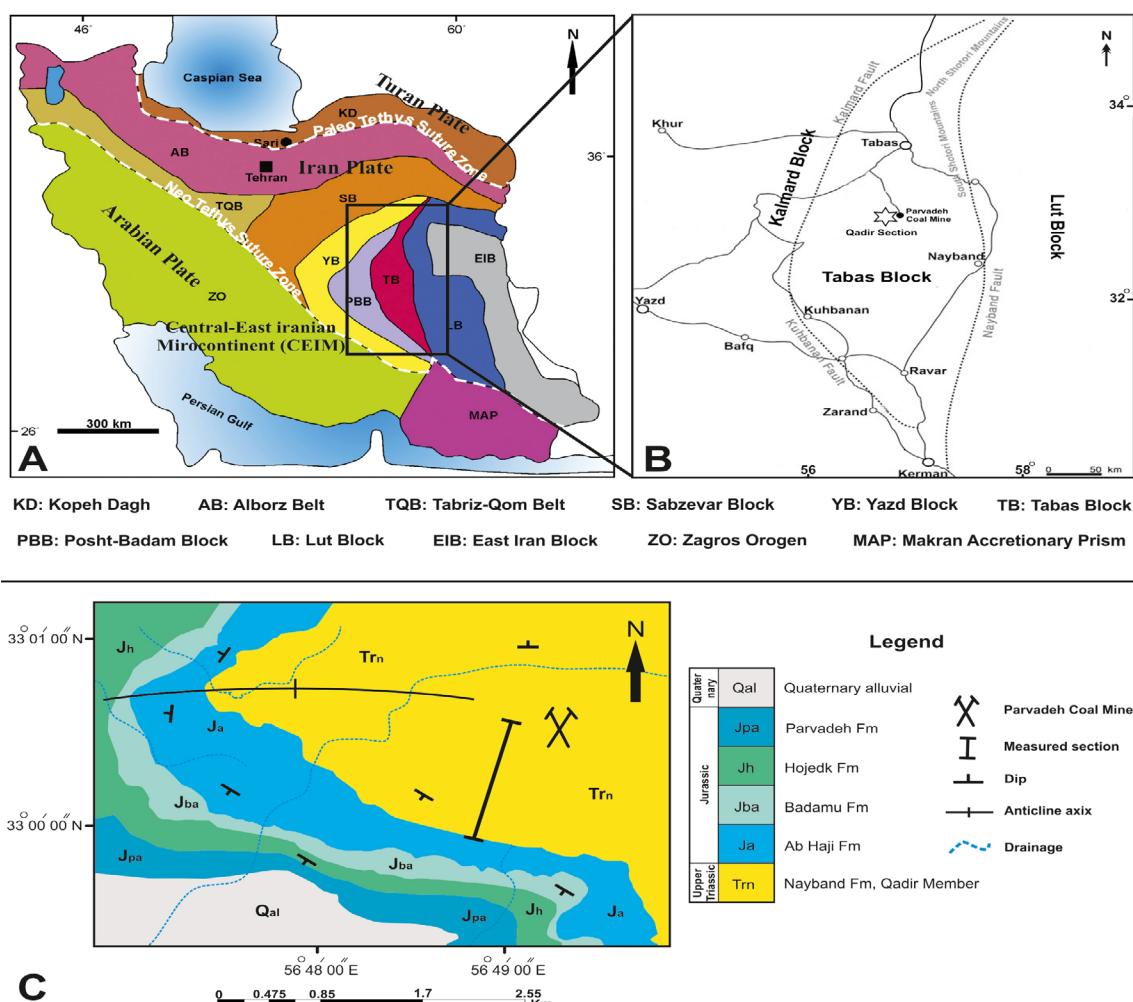 46
60
N
Caspian Sea
Turan Plate
KD
Paleo Tethys Suture Zone
Sari
AB
Tehran
Iran Plate
36
TQB
SB
Neo Tethys Suture Zone
Arabian Plate
YB
EIB
TB
PBB
ZO
LB
Central-East iranian
Mirocontinent (CEIM)
Persian Gulf
MAP
26
300 km
A
N
North Shotori Mountains
Kalmard Fault
34
Khur
Tabas
South Shotori Mountains
Kalmard Block
Lut Block
Parvadeh
Coal Mine
Qadir Section
Nayband
Tabas Block
32
Yazd
Kuhbanan
Nayband Fault
Bafq
Kuhbanan Fault
Ravar
Zarand
B
56
Kerman
58
0 50 km
KD: Kopeh Dagh AB: Alborz Belt TQB: Tabriz-Qom Belt SB: Sabzevar Block YB: Yazd Block TB: Tabas Block
PBB: Posht-Badam Block LB: Lut Block EIB: East Iran Block ZO: Zagros Orogen MAP: Makran Accretionary Prism
33° 01′ 00″ N
Jh
Trn
N
Ja
Jba
Trn
33° 00′ 00″ N
Jpa
Jba
Qal
Jpa
Jh
Ja
56° 48′ 00″ E
56° 49′ 00″ E
C
0 0.475 0.85 1.7 2.55
Km
Legend
Quater
nary
Qal Quaternary alluvial
Jurassic
Jpa Parvadeh Fm
Jh Hojedk Fm
Jba Badamu Fm
Ja Ab Haji Fm
Upper
Triassic
Trn Nayband Fm, Qadir Member
Parvadeh Coal Mine
Measured section
Dip
Anticline axix
Drainage